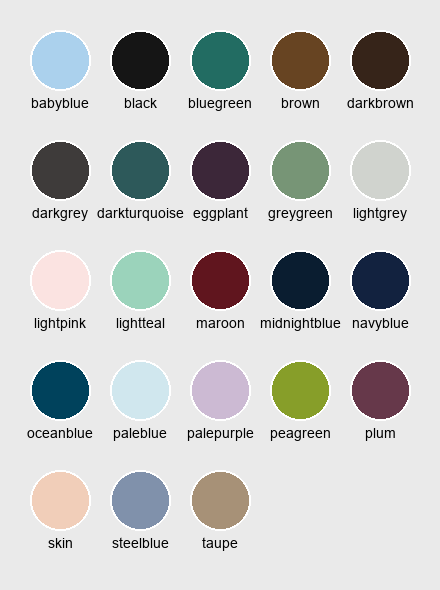 babyblue black bluegreen brown darkbrown
darkgrey darkturquoise eggplant greygreen lightgrey
lightpink lightteal maroon midnightblue navyblue
oceanblue paleblue palepurple peagreen plum
skin steelblue taupe